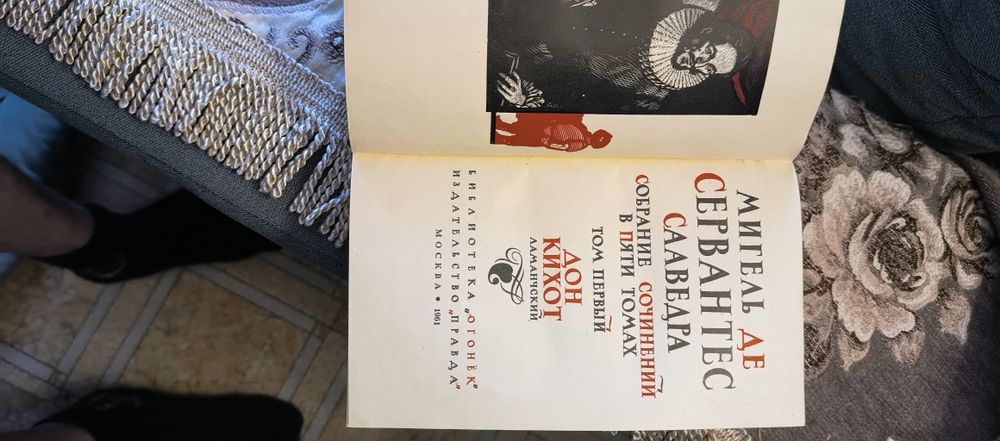 МИГЕЛЬ ДЕ
СЕРВАНТЕС
СААВЕДРА
СОБРАНИЕ СОЧИНЕНИЙ
В ПЯТИ ТОМАХ
ТОМ ПЕРВЫЙ
ДОН
КИХОТ
ЛАМАНЧСКИЙ
БИБЛИОТЕКА „ОГОНЁК“
ИЗДАТЕЛЬСТВО „ПРАВДА“
МОСКВА • 1961